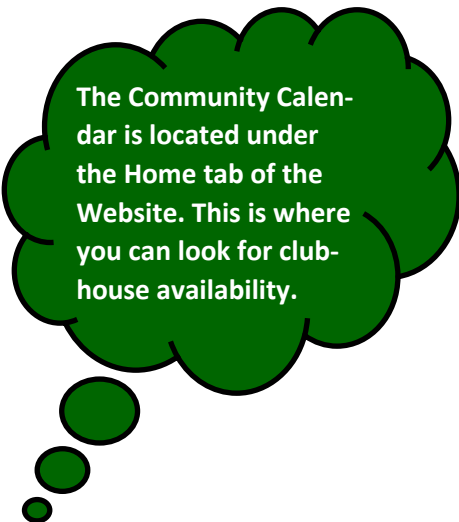 The Community Calen-
dar is located under
the Home tab of the
Website. This is where
you can look for club-
house availability.